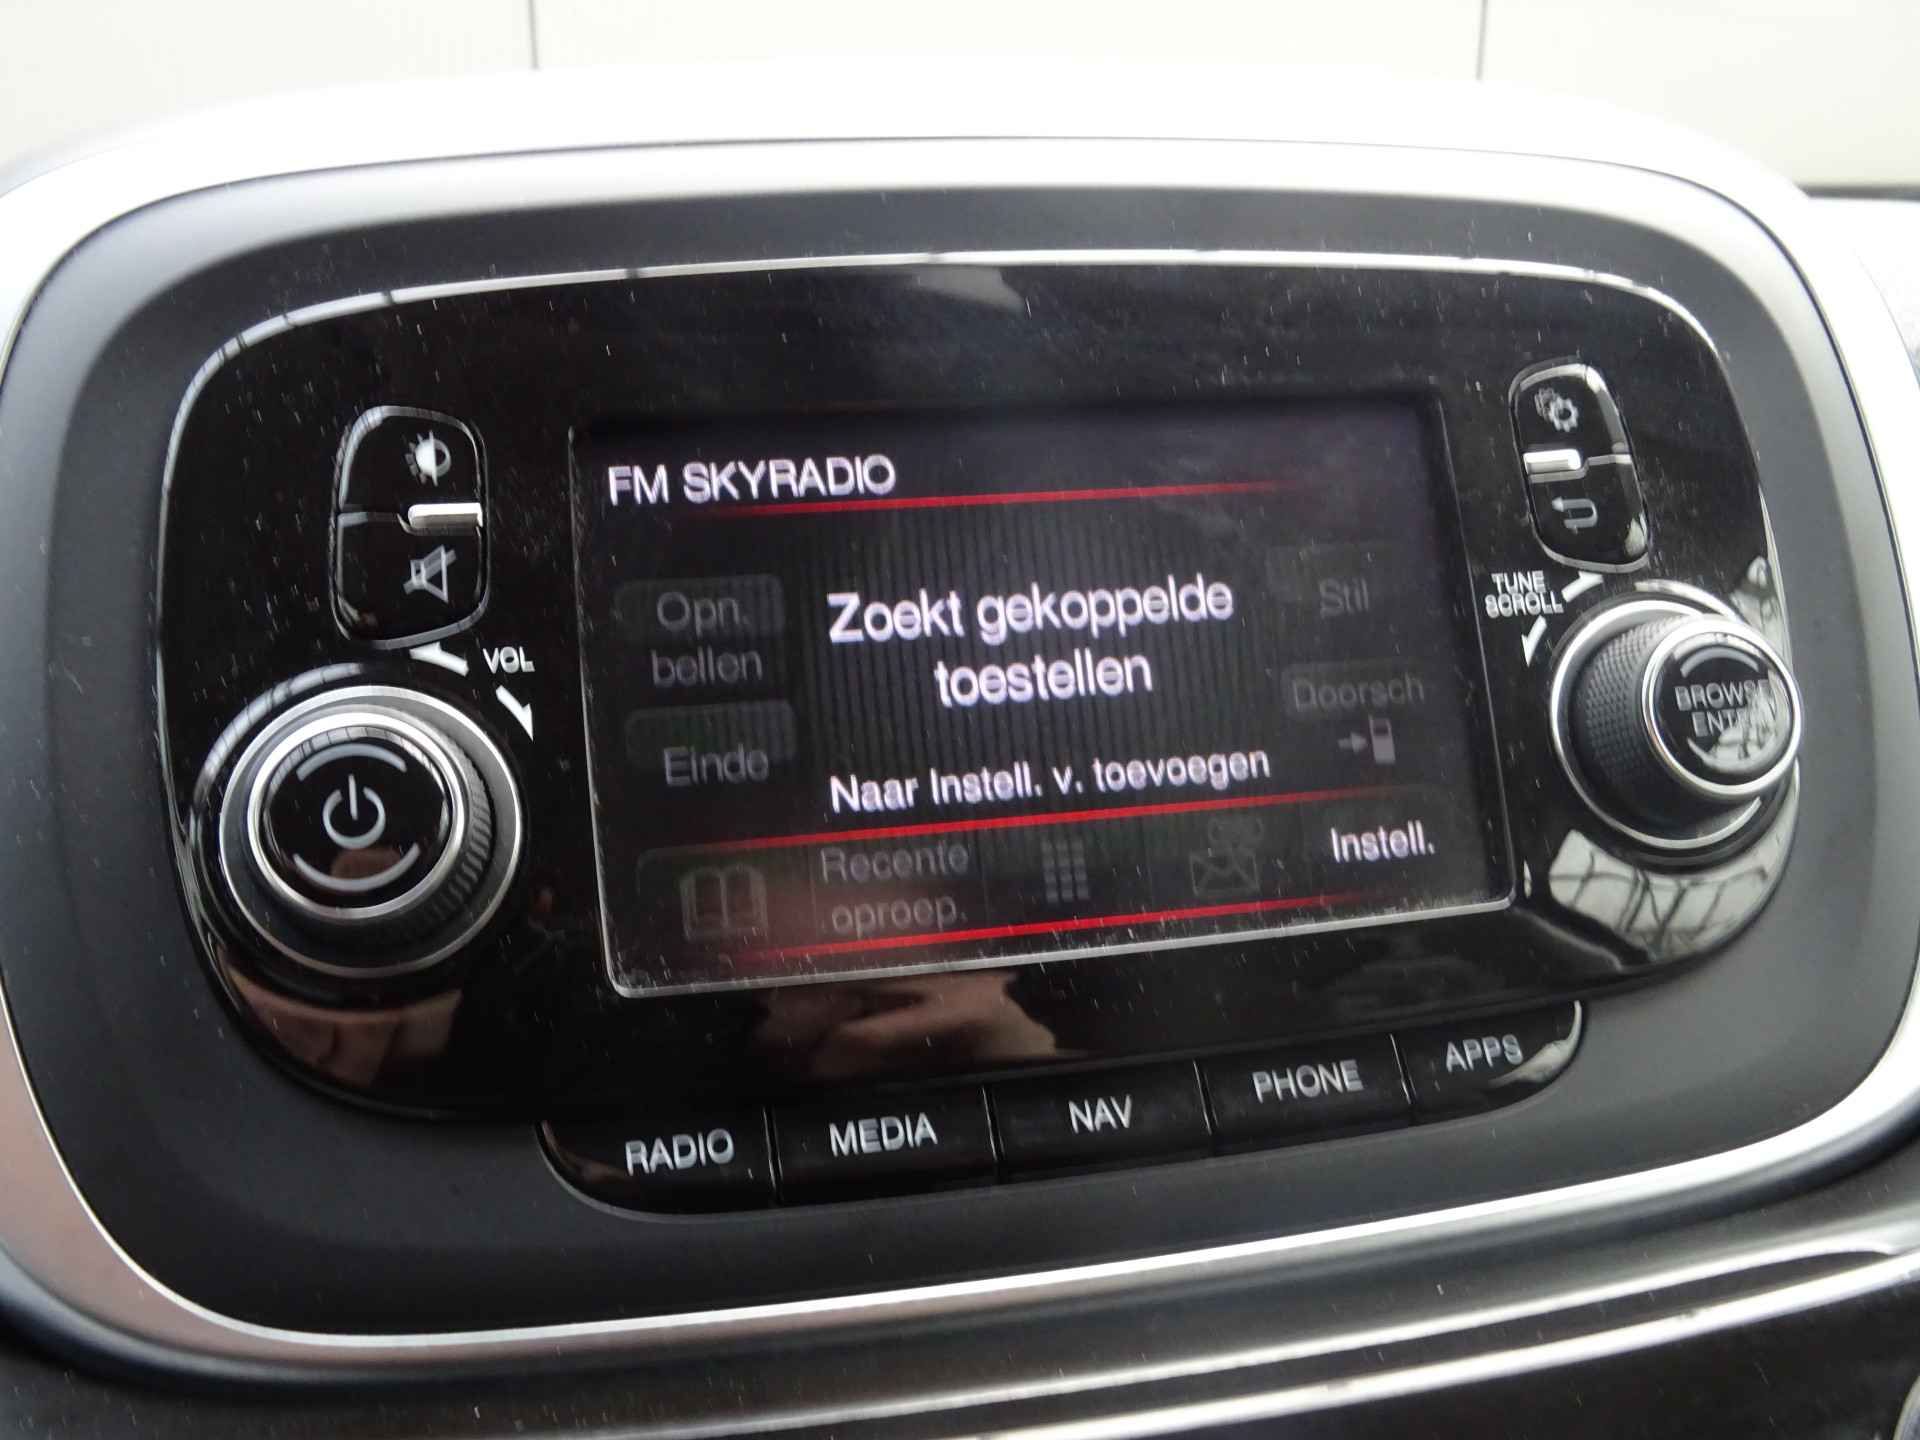 FM SKYRADIO
Opn.
bellen
Zoekt gekoppelde
toestellen
Stil
Doorsch
Einde
Naar Instell. v. toevoegen
Recente
oproep.
Instell.
VOL
TUNE
SCROLL
BROWSE
RADIO
MEDIA
NAV
PHONE
APPS